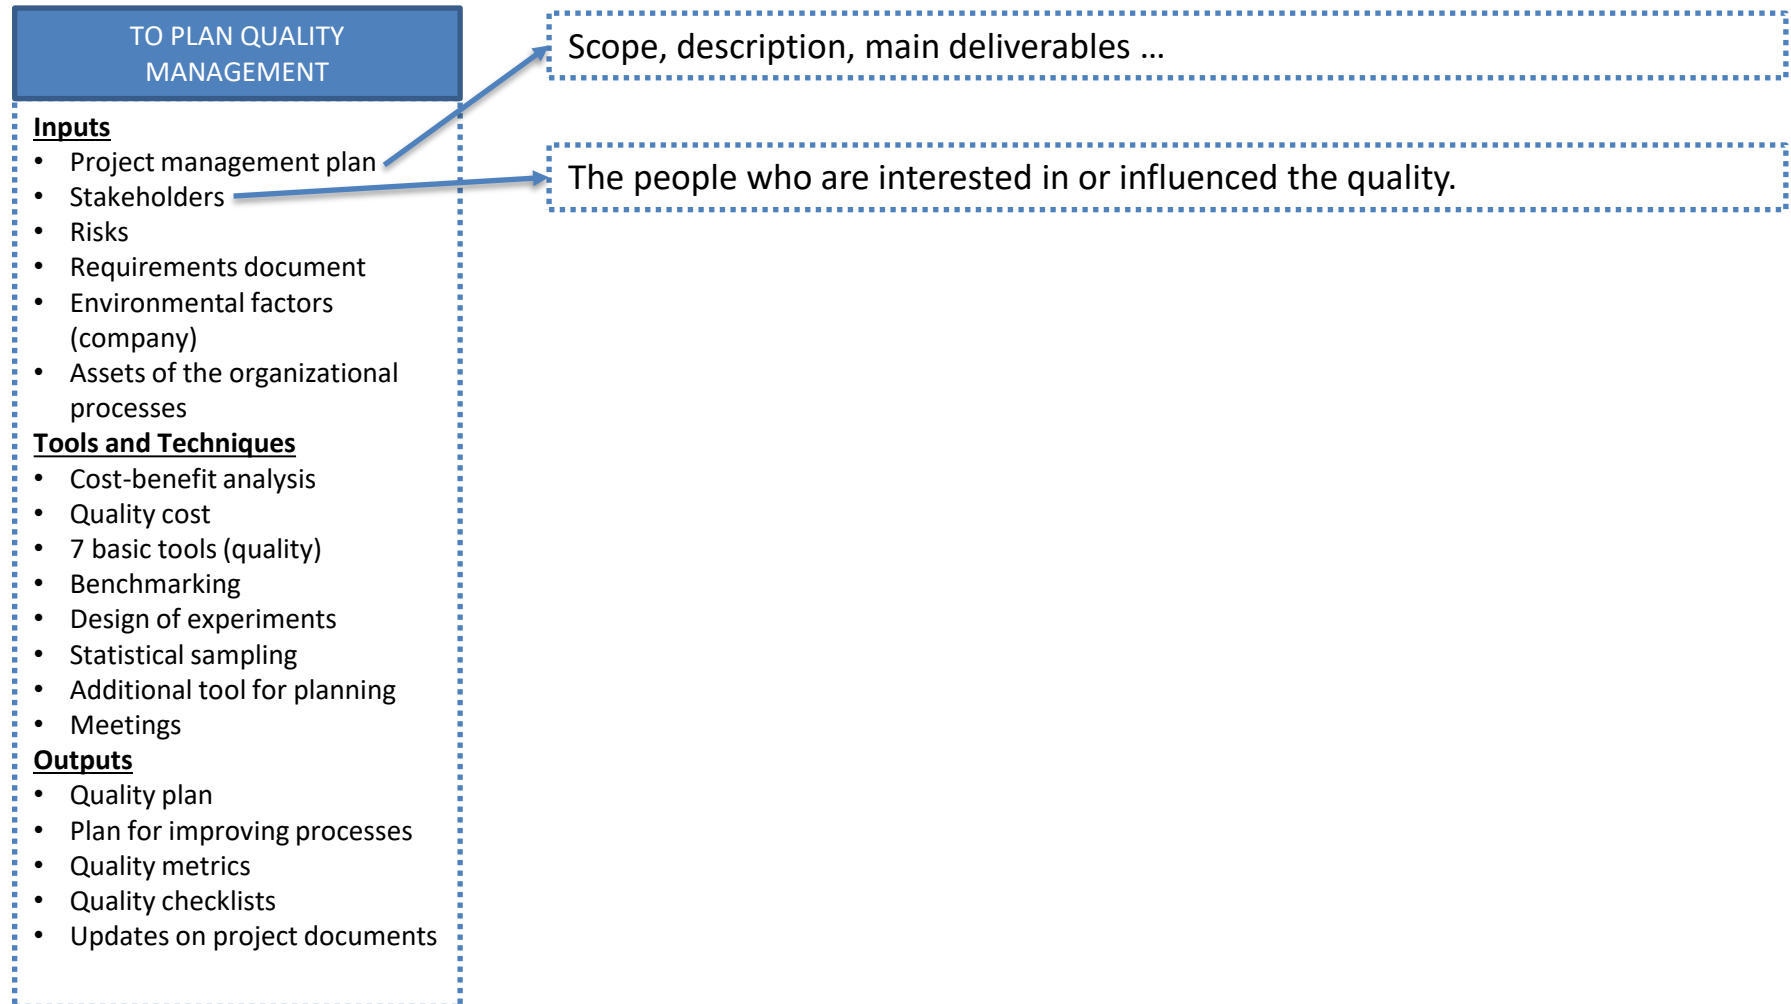 TO PLAN QUALITY
MANAGEMENT
Inputs
• Project management plan
• Stakeholders
• Risks
• Requirements document
• Environmental factors
(company)
• Assets of the organizational
processes
Tools and Techniques
• Cost-benefit analysis
• Quality cost
• 7 basic tools (quality)
• Benchmarking
• Design of experiments
• Statistical sampling
• Additional tool for planning
• Meetings
Outputs
• Quality plan
• Plan for improving processes
• Quality metrics
• Quality checklists
• Updates on project documents
Scope, description, main deliverables …
The people who are interested in or influenced the quality.